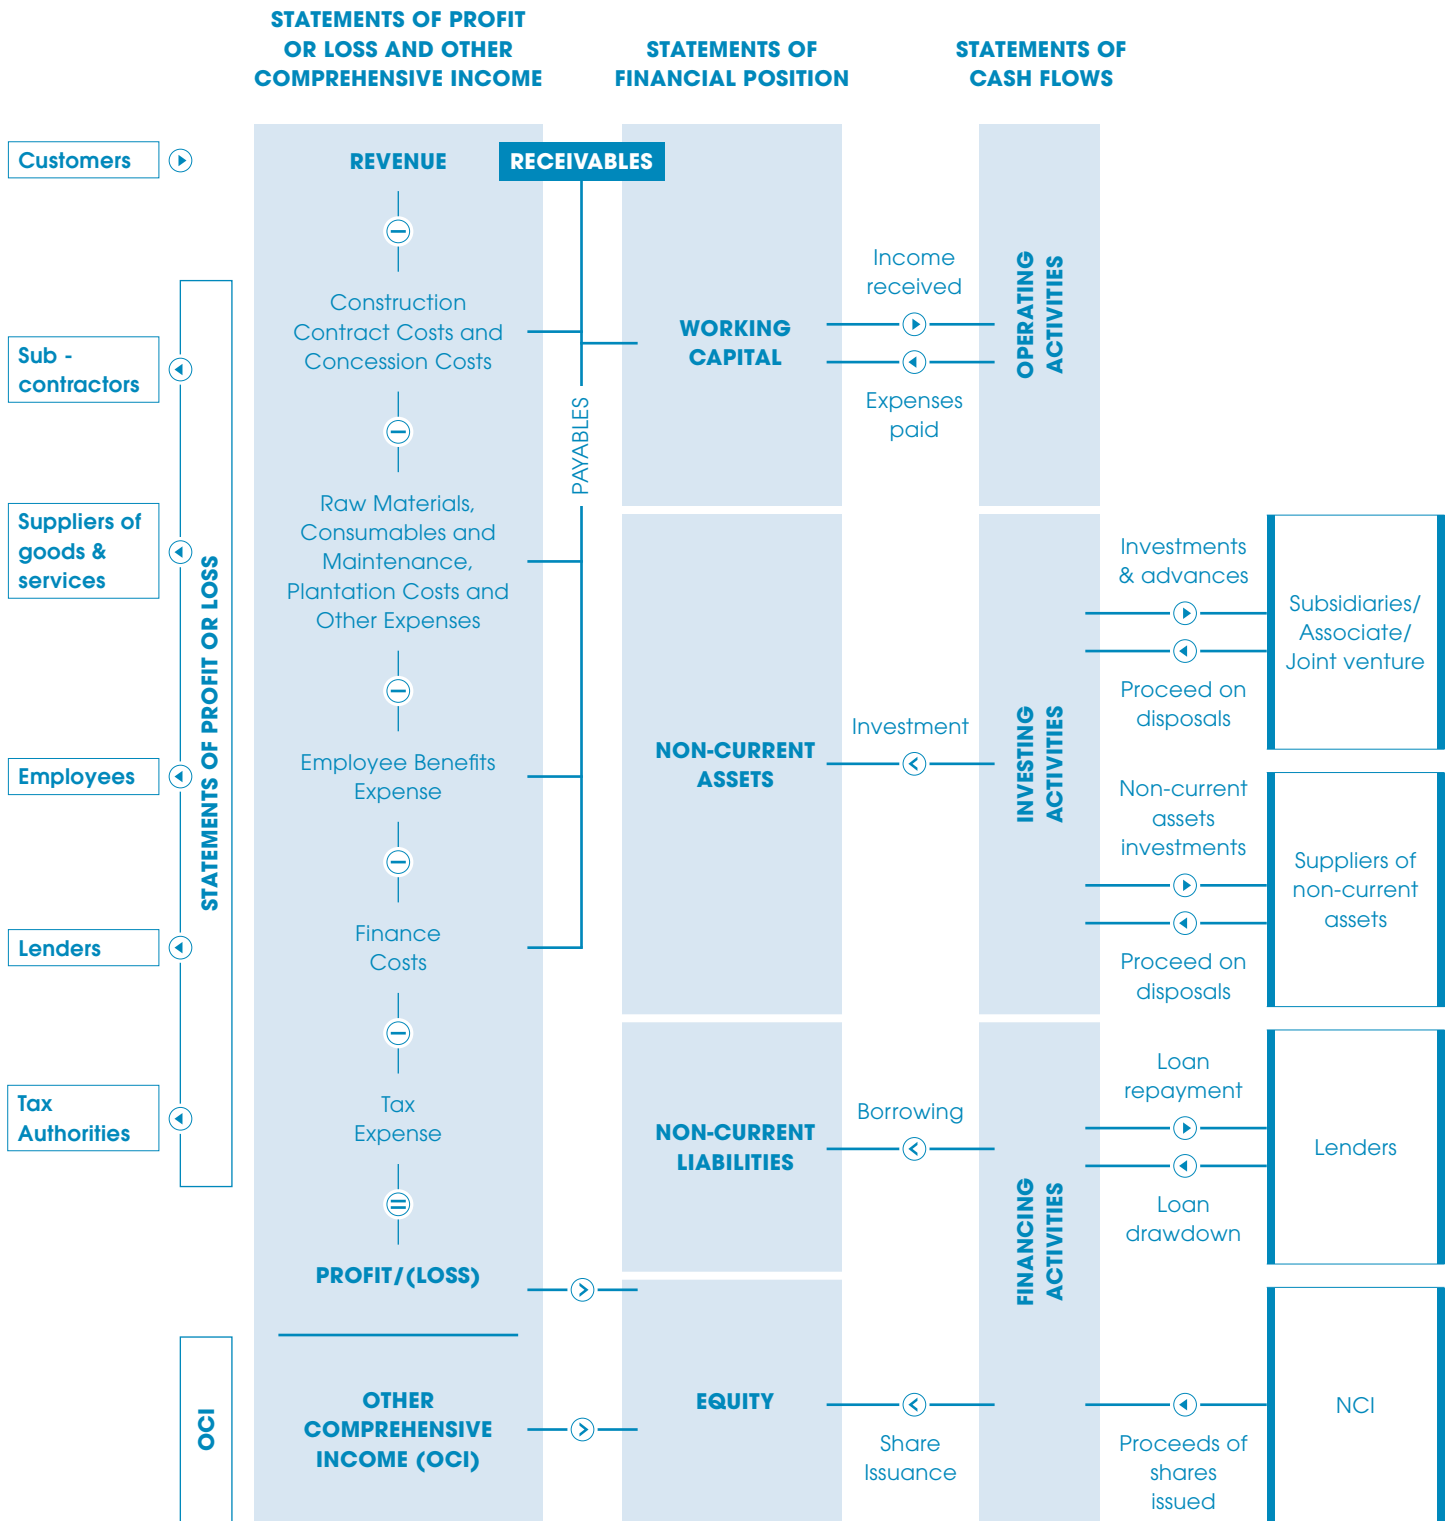 STATEMENTS OF PROFIT
OR LOSS AND OTHER
COMPREHENSIVE INCOME
STATEMENTS OF
FINANCIAL POSITION
STATEMENTS OF
CASH FLOWS
Customers
Sub -
contractors
Suppliers of
goods &
services
Employees
Lenders
Tax
Authorities
STATEMENTS OF PROFIT OR LOSS
OCI
REVENUE
RECEIVABLES
Construction
Contract Costs and
Concession Costs
Raw Materials,
Consumables and
Maintenance,
Plantation Costs and
Other Expenses
Employee Benefits
Expense
Finance
Costs
Tax
Expense
PROFIT/(LOSS)
OTHER
COMPREHENSIVE
INCOME (OCI)
PAYABLES
WORKING
CAPITAL
NON-CURRENT
ASSETS
NON-CURRENT
LIABILITIES
EQUITY
Income
received
Expenses
paid
Investment
Borrowing
Share
Issuance
OPERATING
ACTIVITIES
INVESTING
ACTIVITIES
FINANCING
ACTIVITIES
Investments
& advances
Proceed on
disposals
Non-current
assets
investments
Proceed on
disposals
Loan
repayment
Loan
drawdown
Proceeds of
shares
issued
Subsidiaries/
Associate/
Joint venture
Suppliers of
non-current
assets
Lenders
NCI